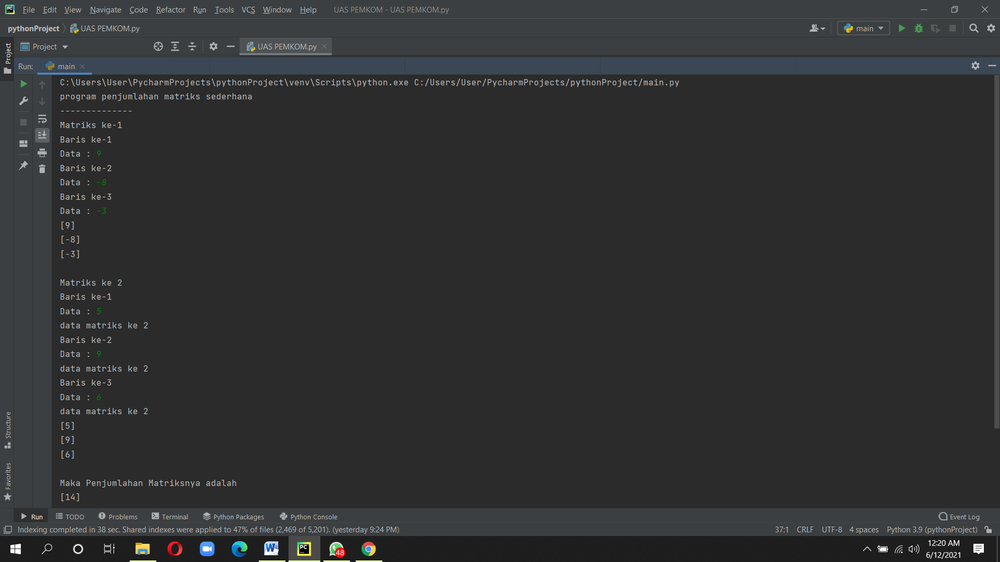 File Edit View Navigate Code Refactor Run Tools VCS Window Help UAS PEMKOM - UAS PEMKOM.py
pythonProject UAS PEMKOM.py main
Project UAS PEMKOM.py
Project
Run: main
C:\Users\User\PycharmProjects\pythonProject\venv\Scripts\python.exe C:/Users/User/PycharmProjects/pythonProject/main.py
program penjumlahan matriks sederhana
--------------
Matriks ke-1
Baris ke-1
Data : 9
Baris ke-2
Data : -8
Baris ke-3
Data : -3
[9]
[-8]
[-3]
Matriks ke 2
Baris ke-1
Data : 5
data matriks ke 2
Baris ke-2
Data : 9
data matriks ke 2
Baris ke-3
Data : 6
data matriks ke 2
[5]
[9]
[6]
Maka Penjumlahan Matriksnya adalah
[14]
Structure
Favorites
Run TODO Problems Terminal Python Packages Python Console Event Log
Indexing completed in 38 sec. Shared indexes were applied to 47% of files (2,469 of 5,201). (yesterday 9:24 PM) 37:1 CRLF UTF-8 4 spaces Python 3.9 (pythonProject)
PC
48
12:20 AM
6/12/2021